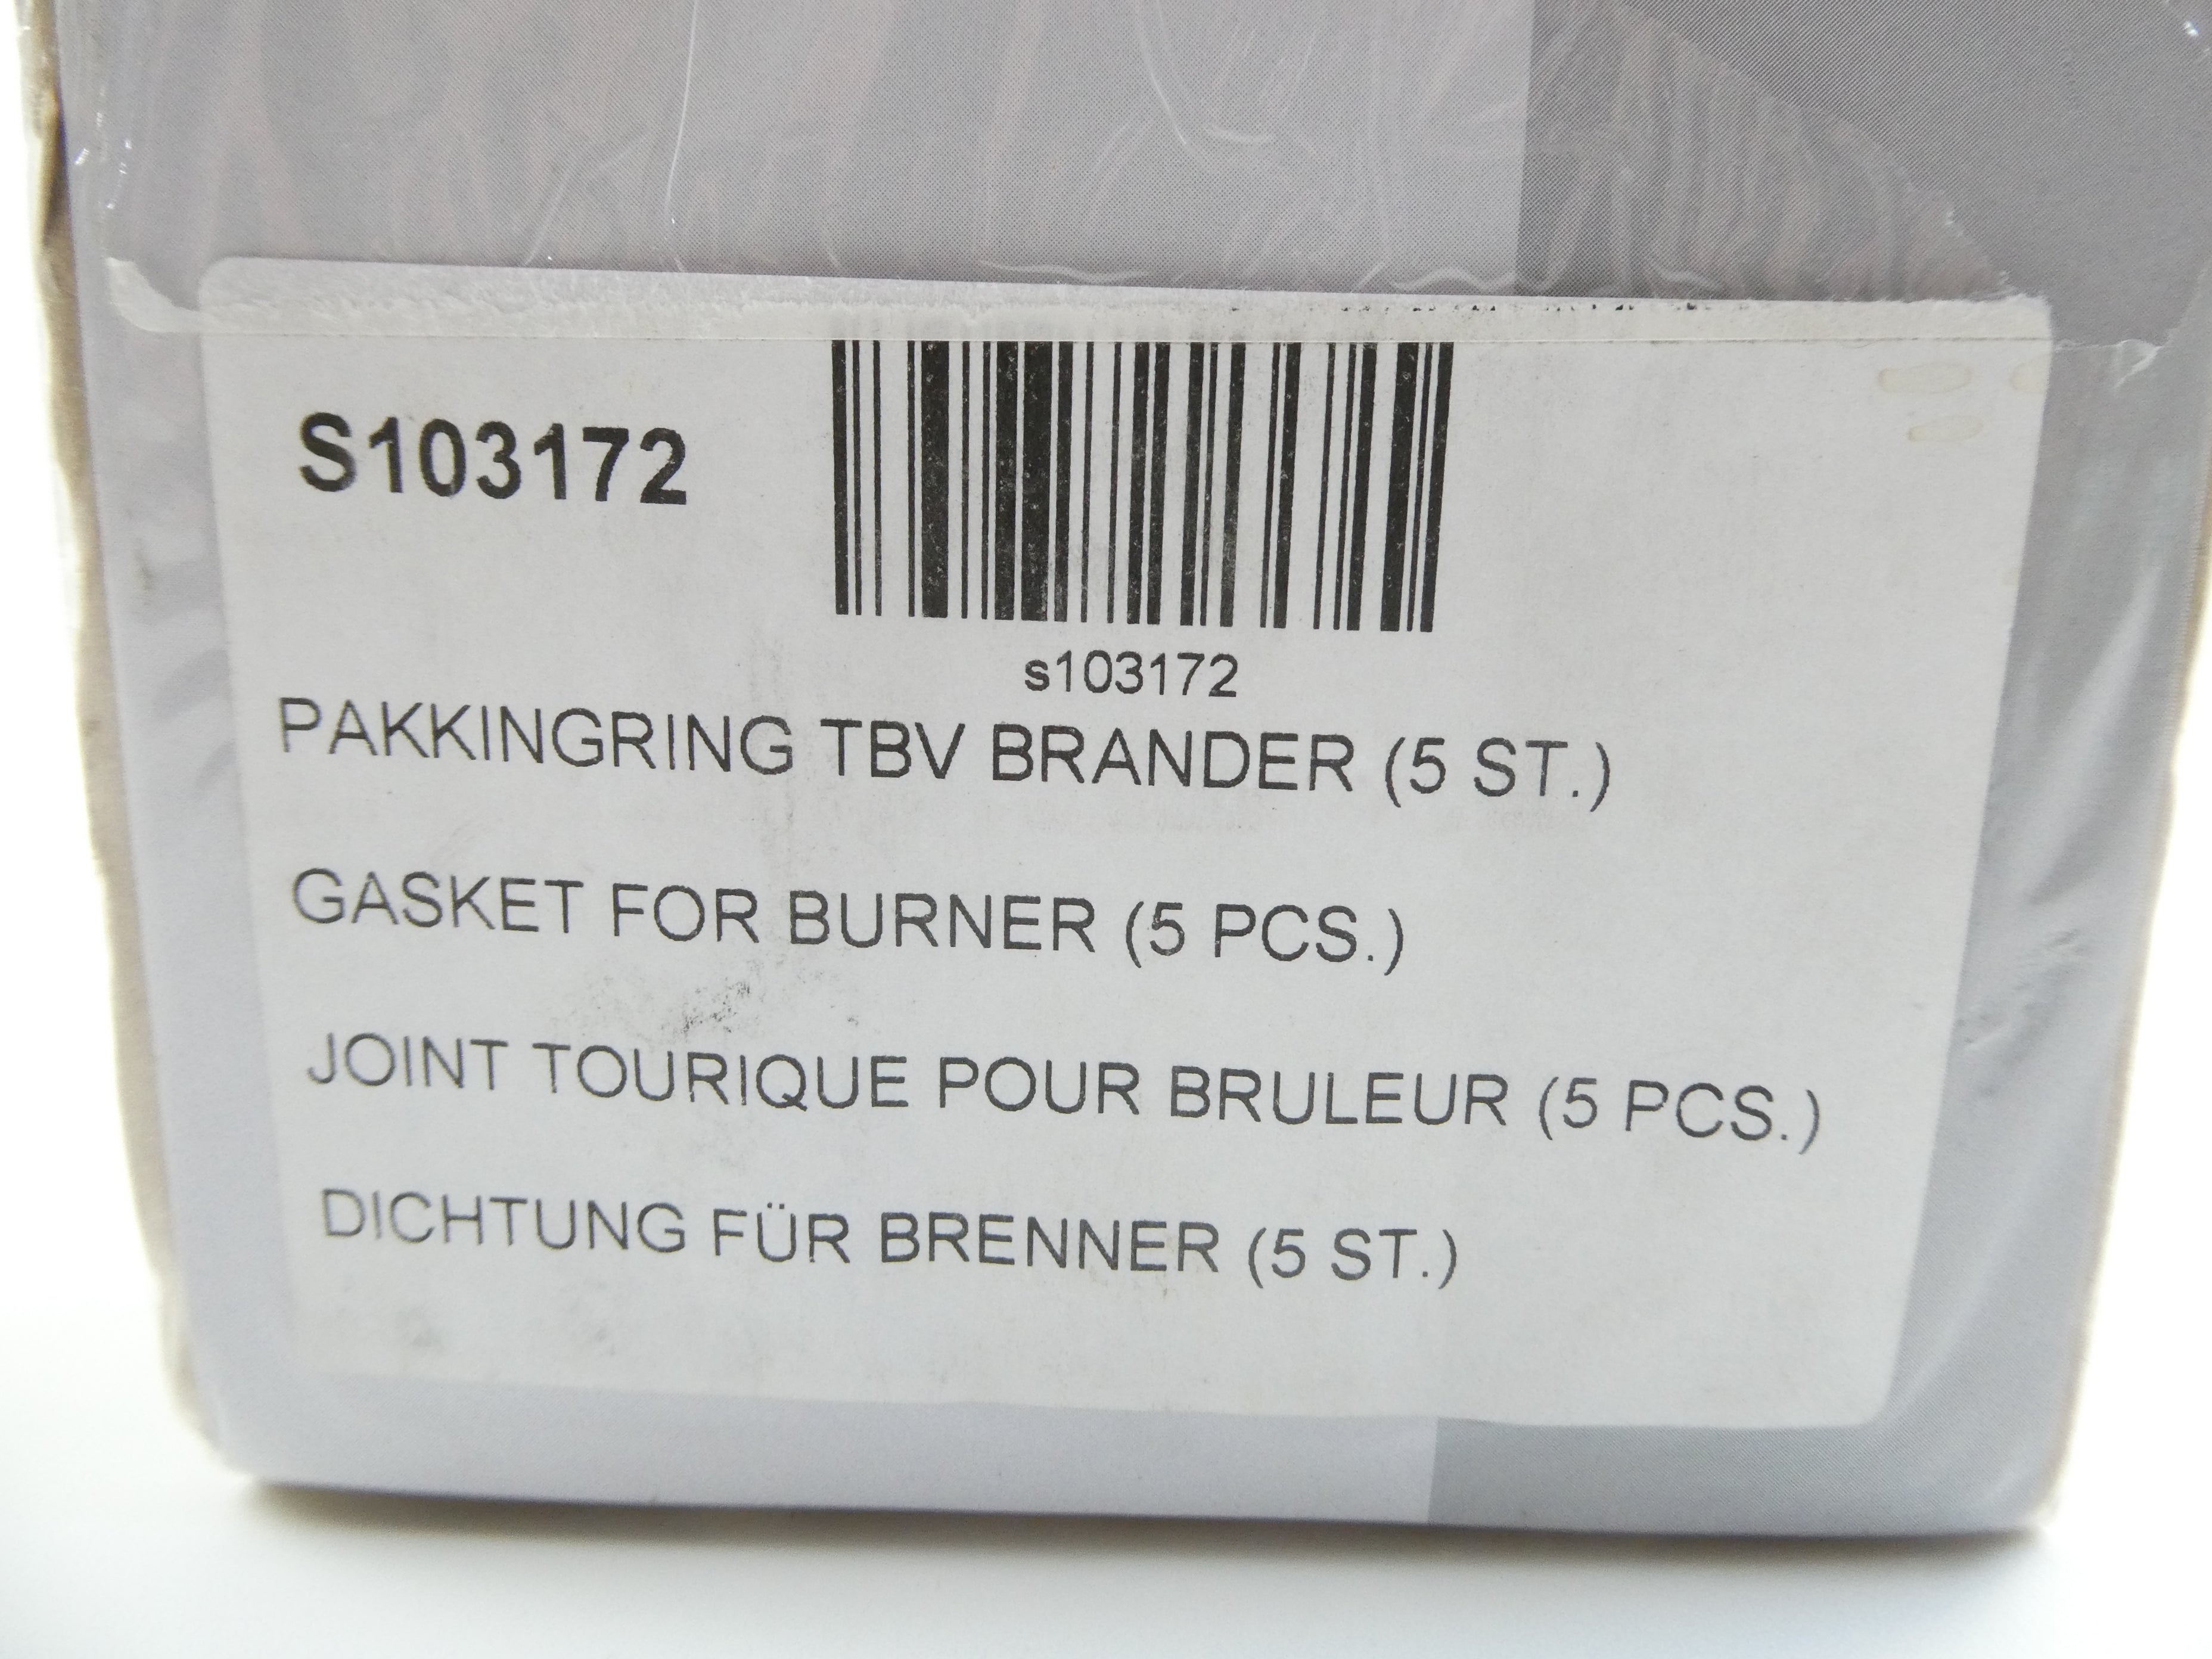 S103172
s103172
PAKKINGRING TBV BRANDER (5 ST.)
GASKET FOR BURNER (5 PCS.)
JOINT TOURIQUE POUR BRULEUR (5 PCS.)
DICHTUNG FÜR BRENNER (5 ST.)